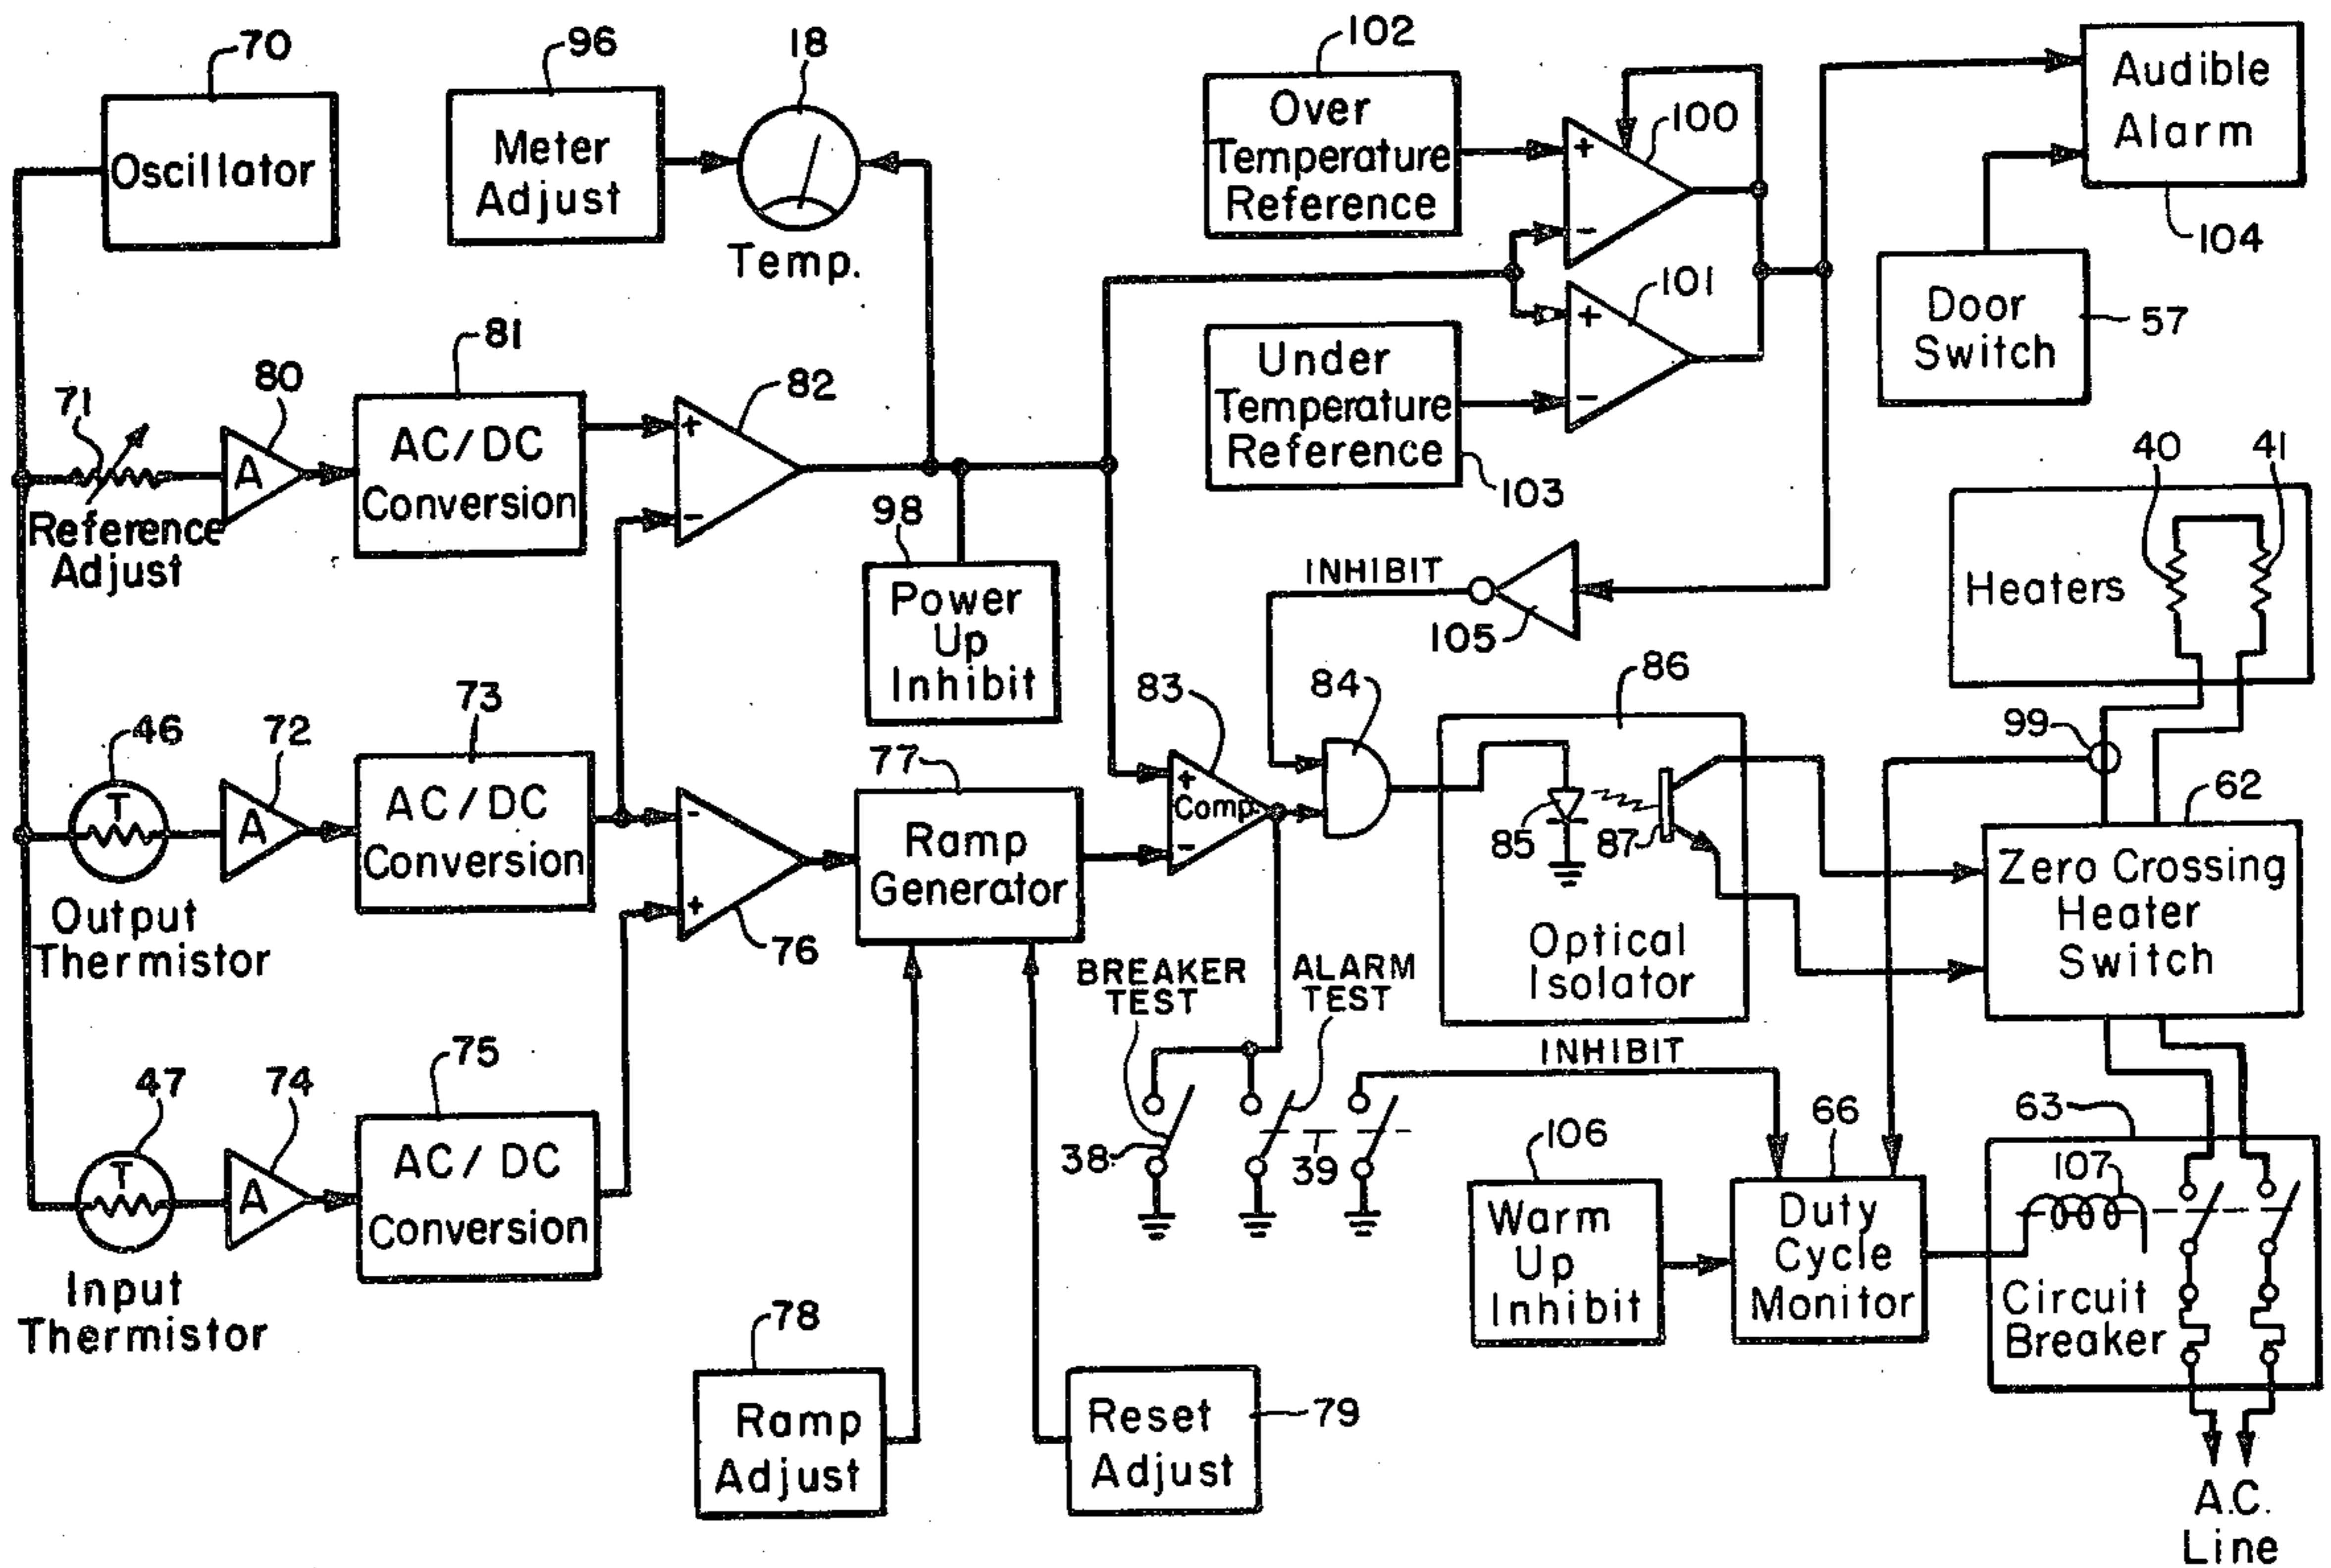 70
Oscillator
96
Meter
Adjust
18
Temp.
102
Over
Temperature
Reference
+
-
100
Audible
Alarm
104
Door
Switch
57
Under
Temperature
Reference
103
+
-
101
71
Reference
Adjust
80
A
81
AC/DC
Conversion
82
+
-
98
Power
Up
Inhibit
INHIBIT
105
40
41
Heaters
99
46
T
Output
Thermistor
72
A
73
AC/DC
Conversion
-
+
76
77
Ramp
Generator
83
+
Comp.
-
84
86
85
87
Optical
Isolator
62
Zero Crossing
Heater
Switch
47
T
Input
Thermistor
74
A
75
AC/DC
Conversion
BREAKER
TEST
ALARM
TEST
38
39
INHIBIT
106
Warm
Up
Inhibit
66
Duty
Cycle
Monitor
63
107
Circuit
Breaker
78
Ramp
Adjust
Reset
Adjust
79
A.C.
Line